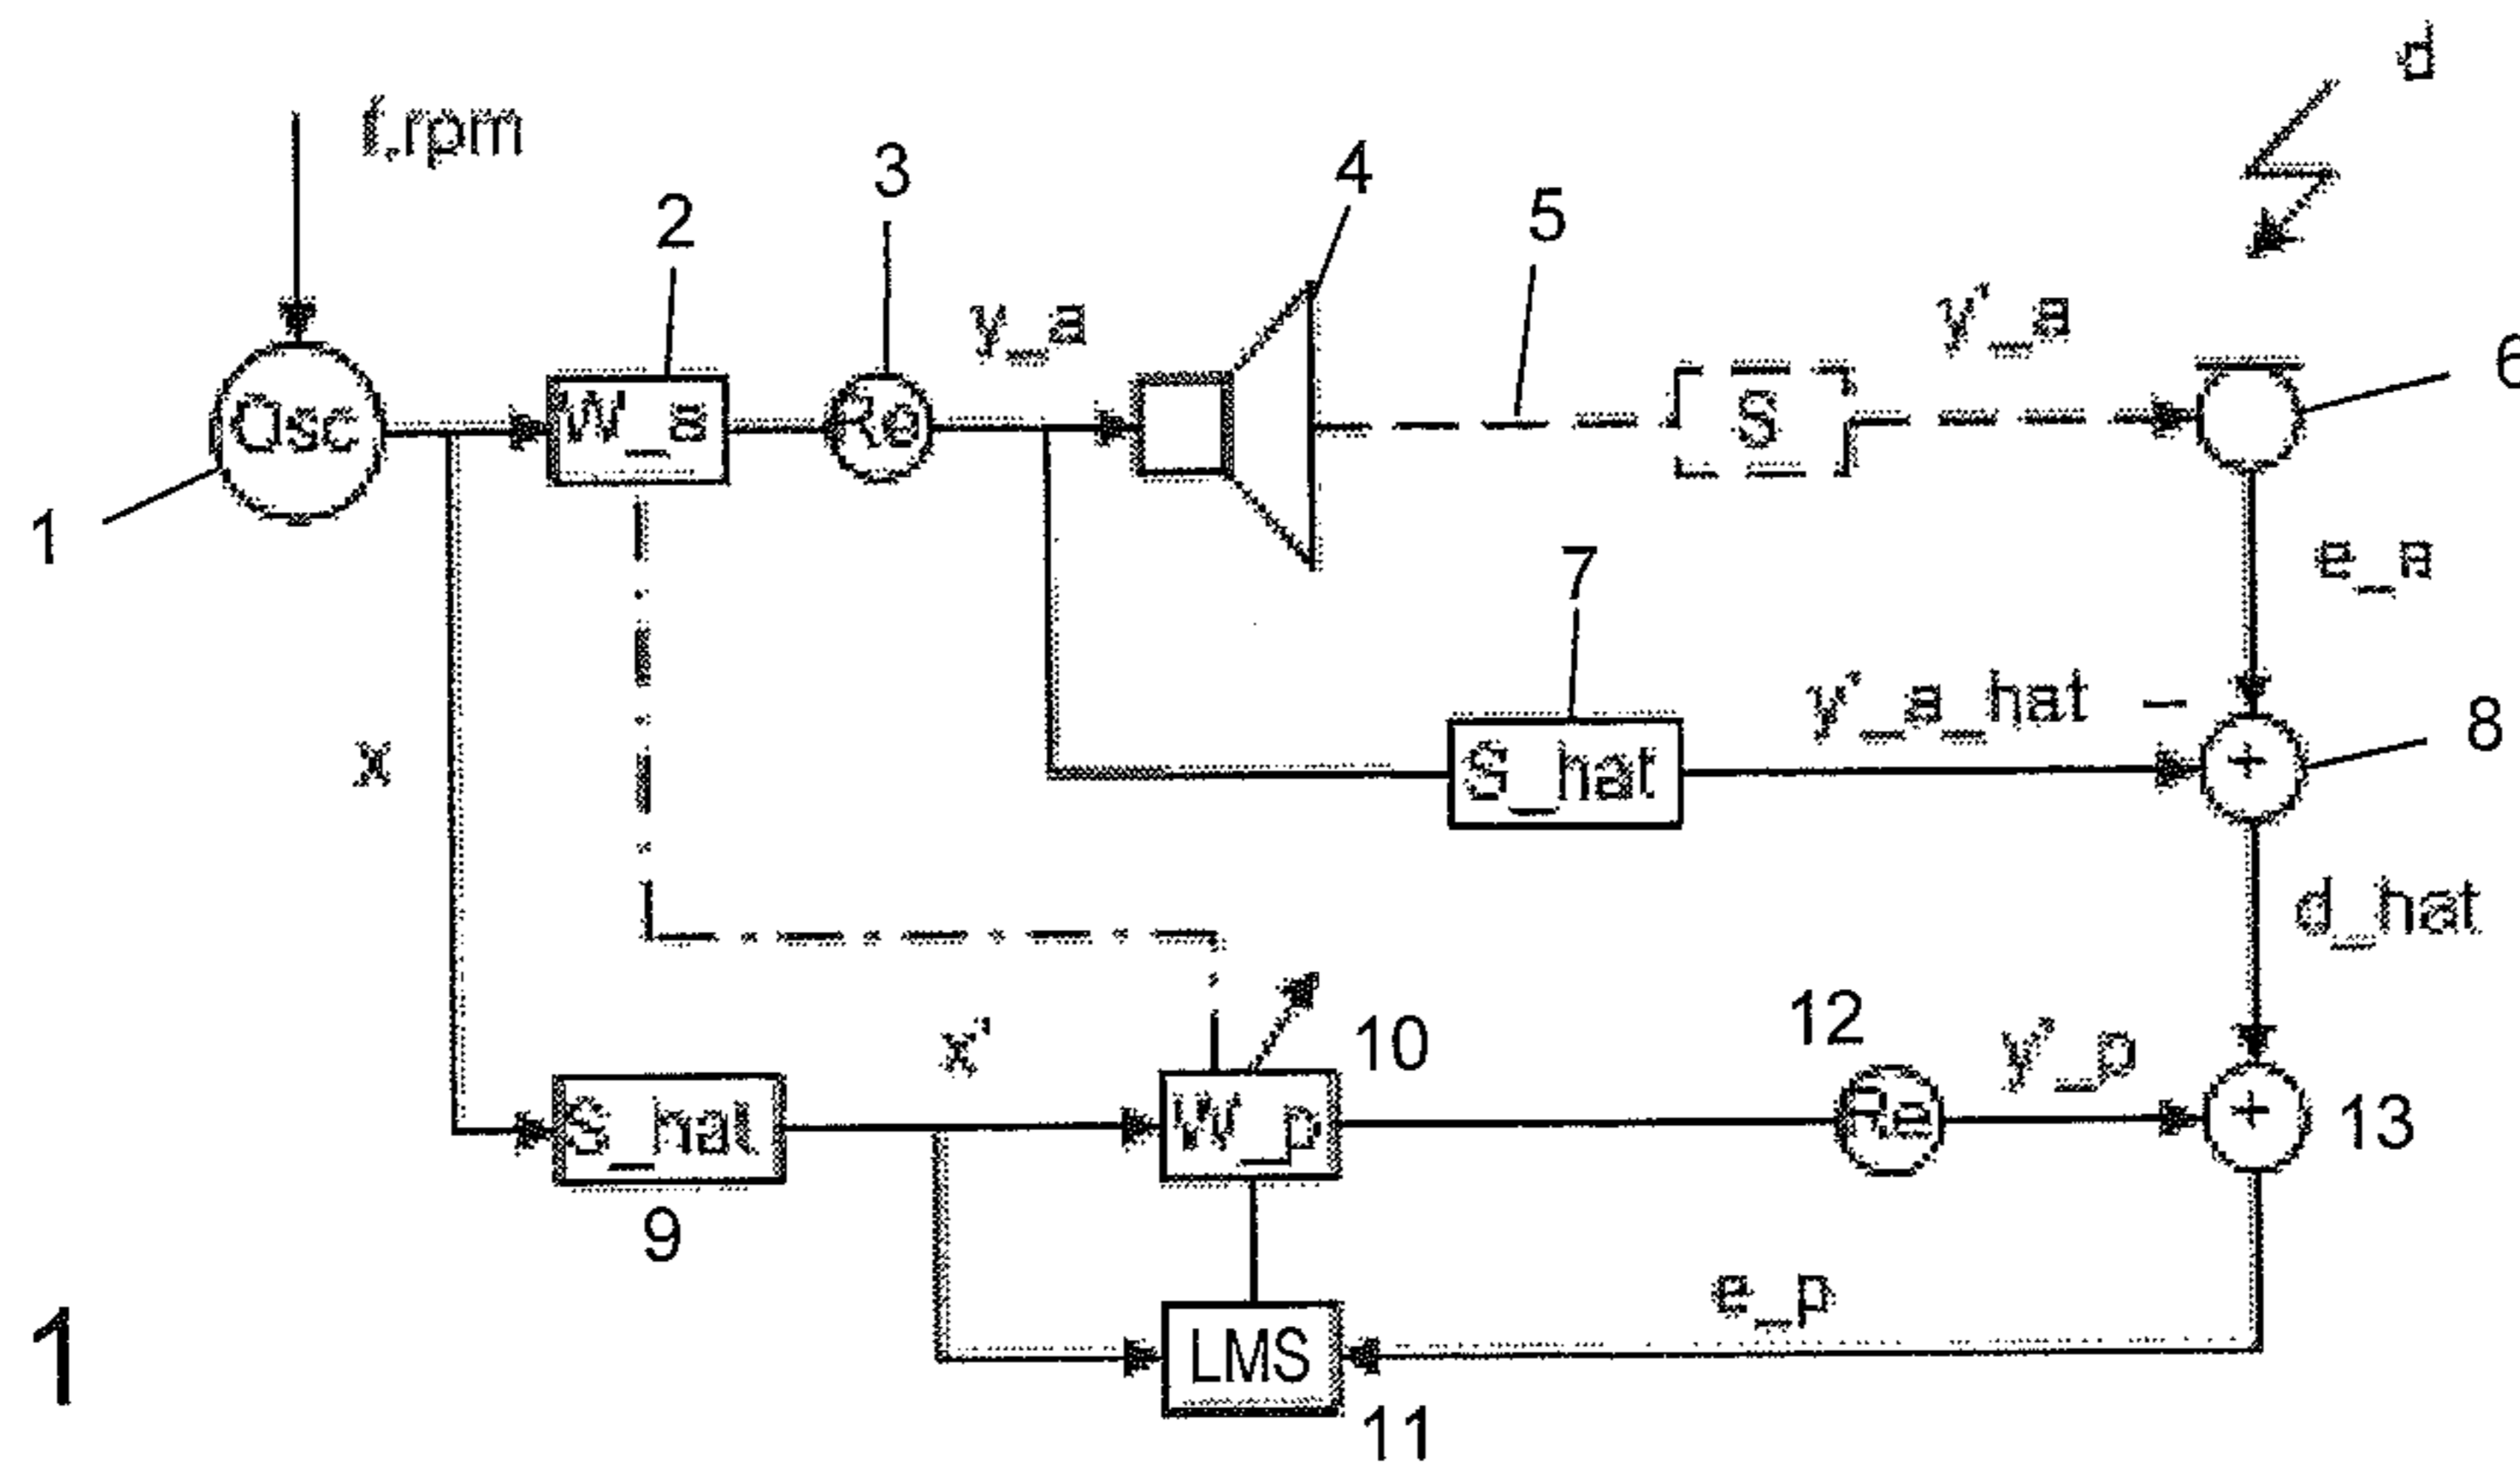 d
f,rpm
3
4
2
5
y_a
y'_a
6
Osc
W_a
Re
S
1
e_a
7
y'_a_hat
–
8
x
S_hat
+
d_hat
x'
10
12
y'_p
S_hat
W_p
Re
+
13
9
e_p
1
LMS
11